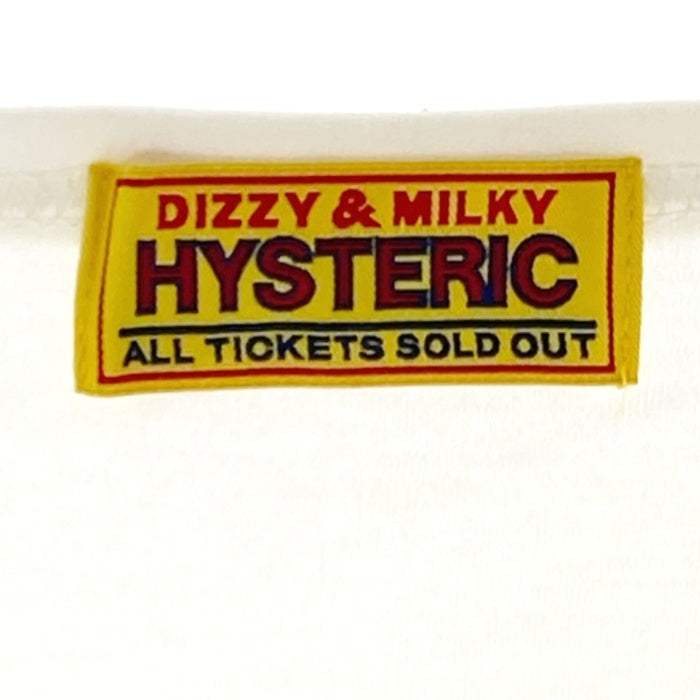 DIZZY & MILKY
HYSTERIC
ALL TICKETS SOLD OUT